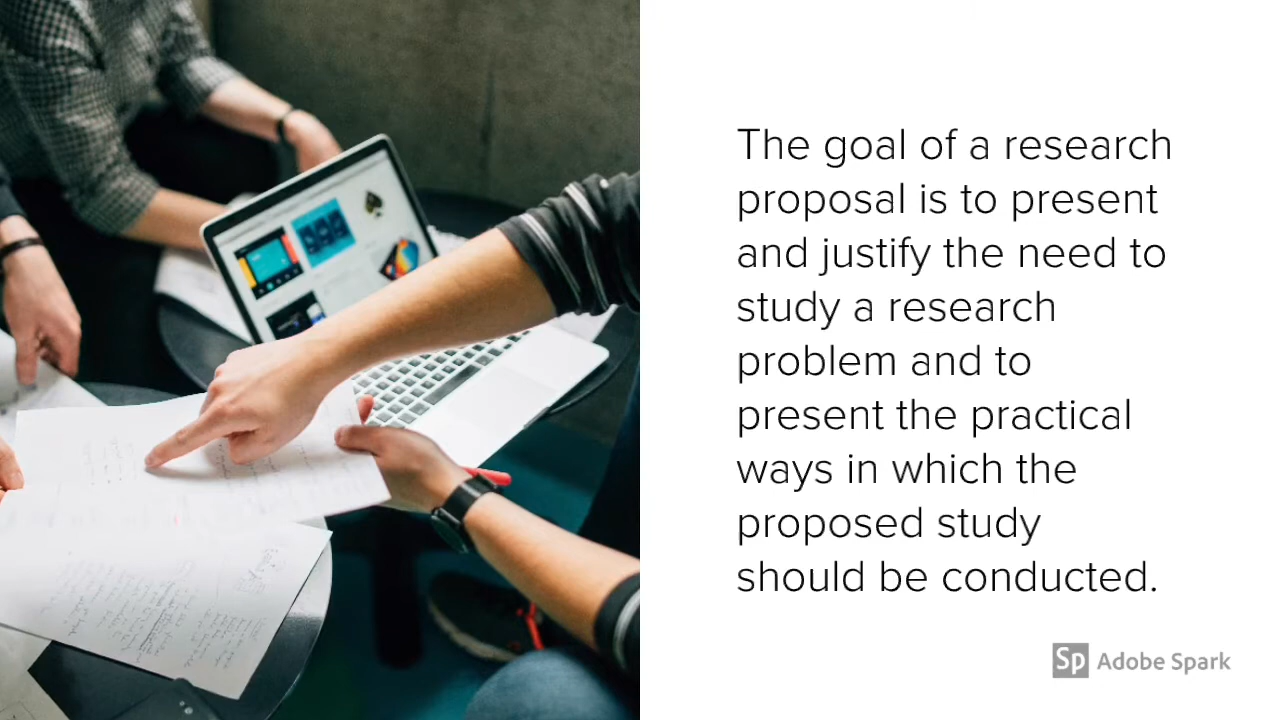 The goal of a research
proposal is to present
and justify the need to
study a research
problem and to
present the practical
ways in which the
proposed study
should be conducted.
Sp Adobe Spark